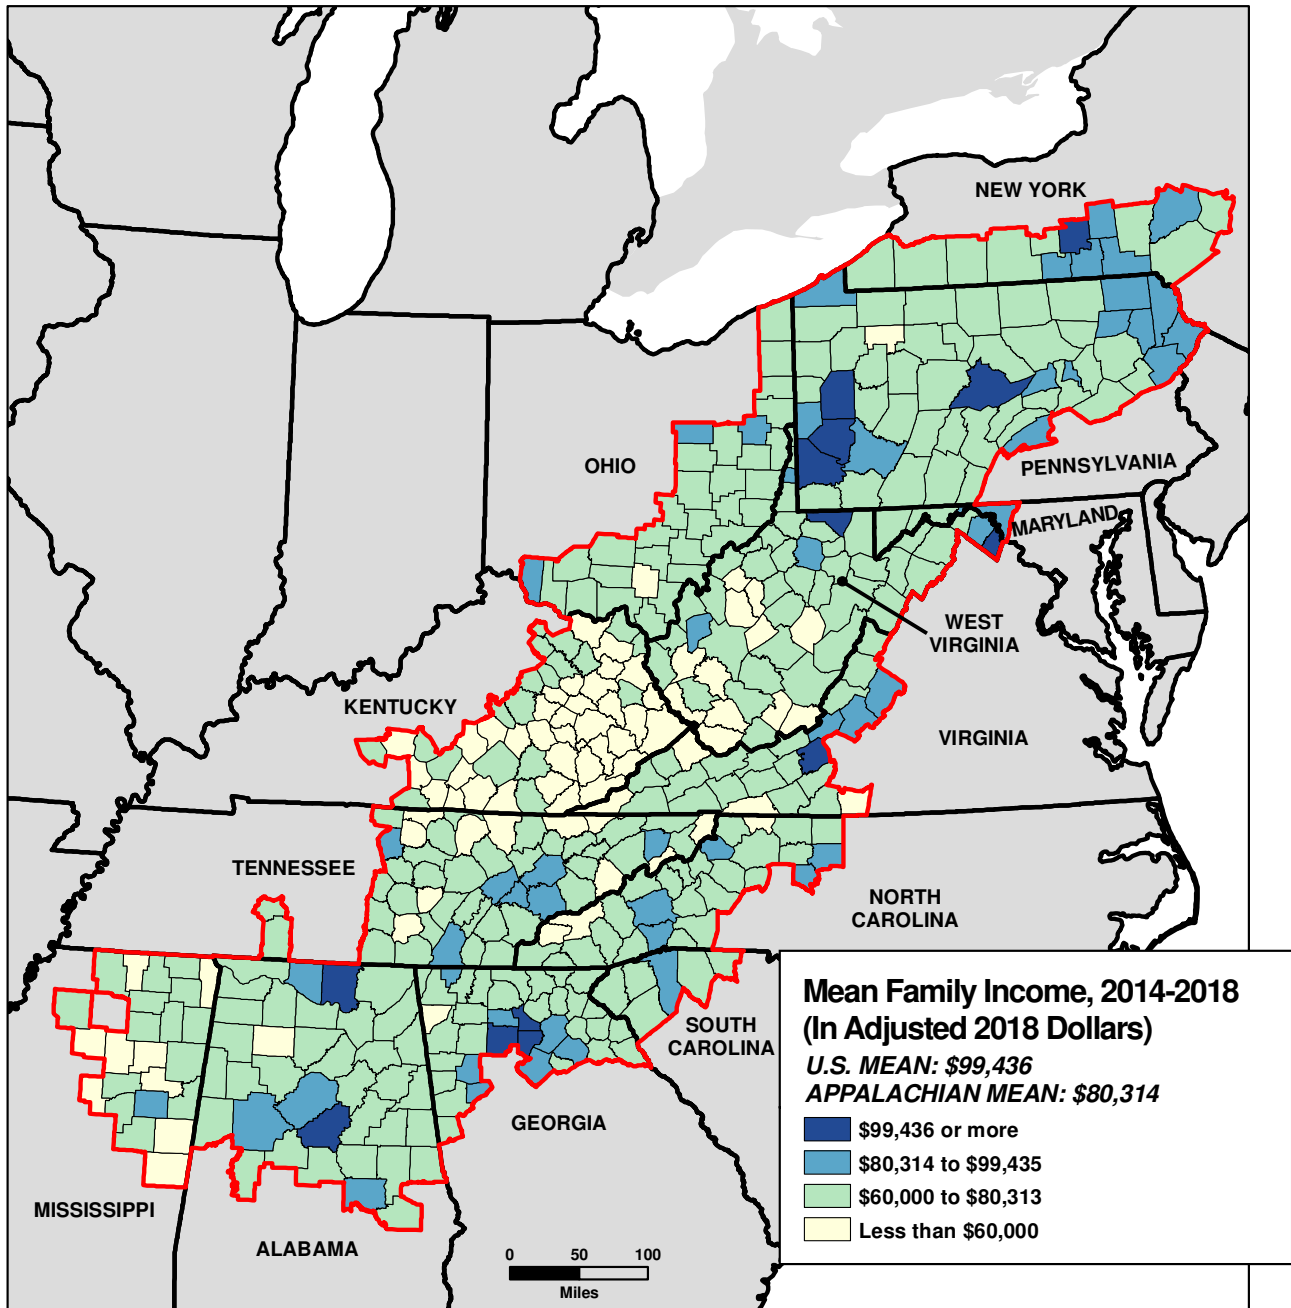 NEW YORK
OHIO
PENNSYLVANIA
MARYLAND
WEST
VIRGINIA
KENTUCKY
VIRGINIA
TENNESSEE
NORTH
CAROLINA
SOUTH
CAROLINA
GEORGIA
MISSISSIPPI
ALABAMA
Mean Family Income, 2014-2018
(In Adjusted 2018 Dollars)
U.S. MEAN: $99,436
APPALACHIAN MEAN: $80,314
$99,436 or more
$80,314 to $99,435
$60,000 to $80,313
Less than $60,000
0 50 100
Miles